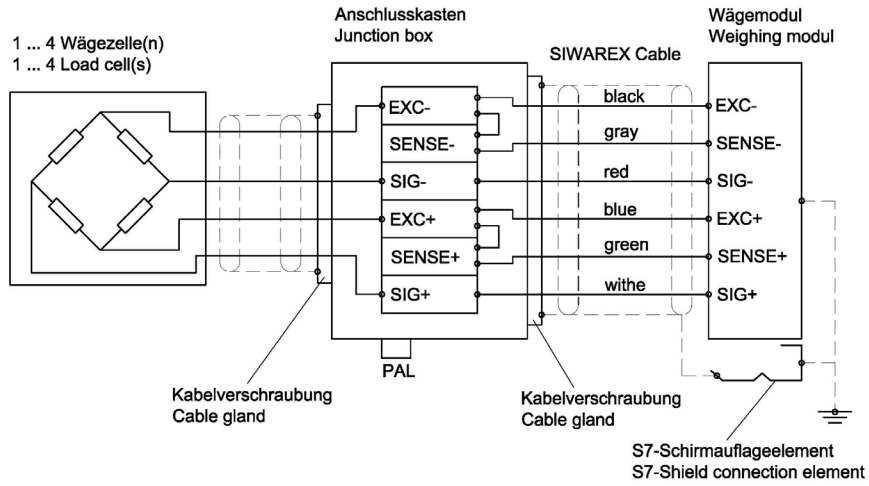 Anschlusskasten
Junction box
Wägemodul
Weighing modul
1 ... 4 Wägezelle(n)
1 ... 4 Load cell(s)
SIWAREX Cable
EXC-
black
EXC-
SENSE-
gray
SENSE-
SIG-
red
SIG-
EXC+
blue
EXC+
SENSE+
green
SENSE+
SIG+
withe
SIG+
PAL
Kabelverschraubung
Cable gland
Kabelverschraubung
Cable gland
S7-Schirmauflageelement
S7-Shield connection element